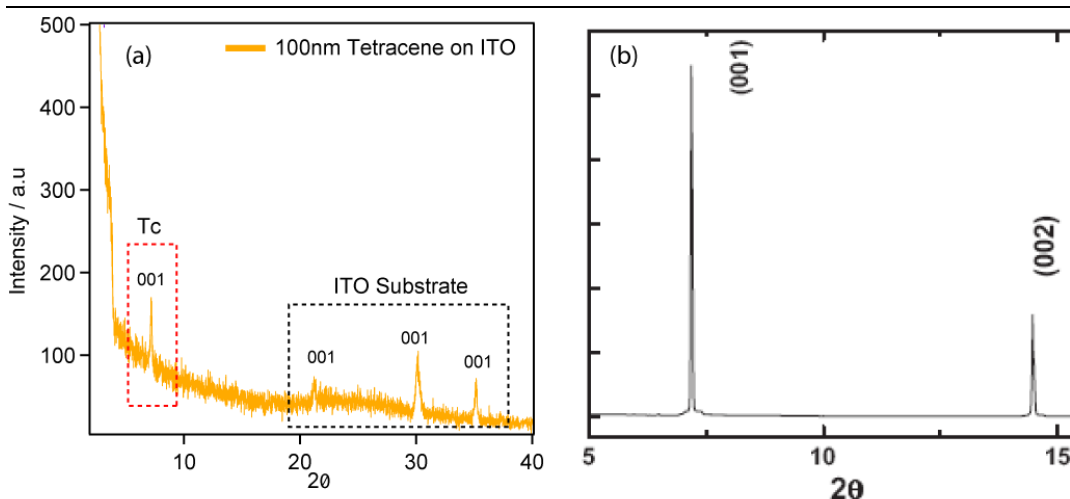 (a)
100nm Tetracene on ITO
500
400
300
200
100
Intensity / a.u
Tc
001
ITO Substrate
001
001
001
10
20
30
40
2θ
(b)
(001)
(002)
5
10
15
2θ